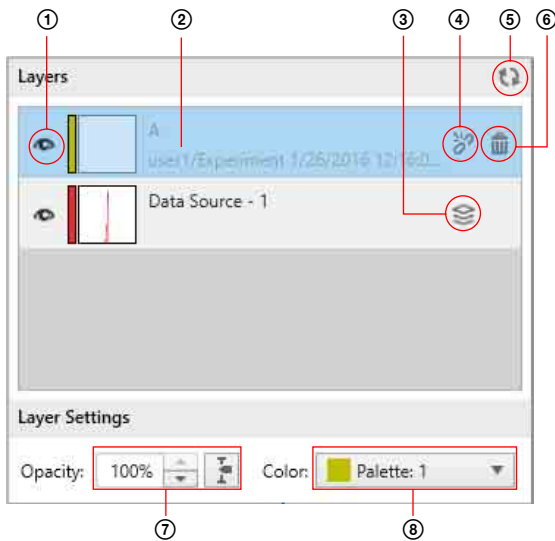 ① ② ③ ④ ⑤ ⑥
Layers
A
user1/Experiment 1/26/2016 12:16:0...
Data Source - 1
Layer Settings
Opacity: 100% Color: Palette: 1
⑦ ⑧